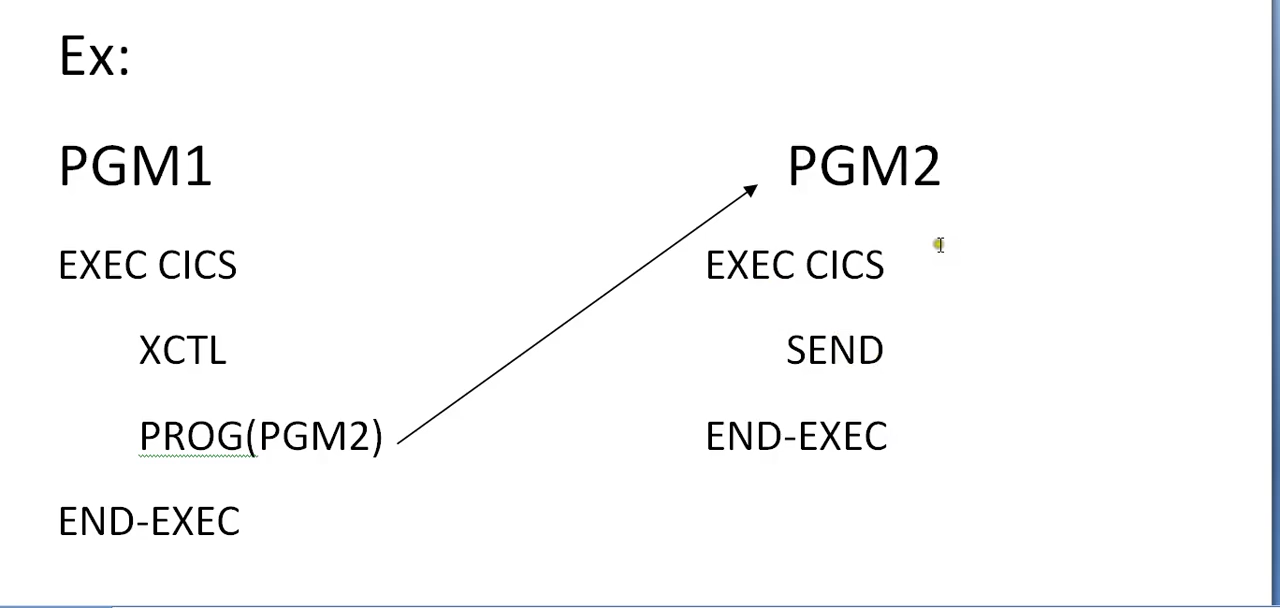 Ex:
PGM1
EXEC CICS
XCTL
PROG(PGM2)
END-EXEC
PGM2
EXEC CICS
SEND
END-EXEC